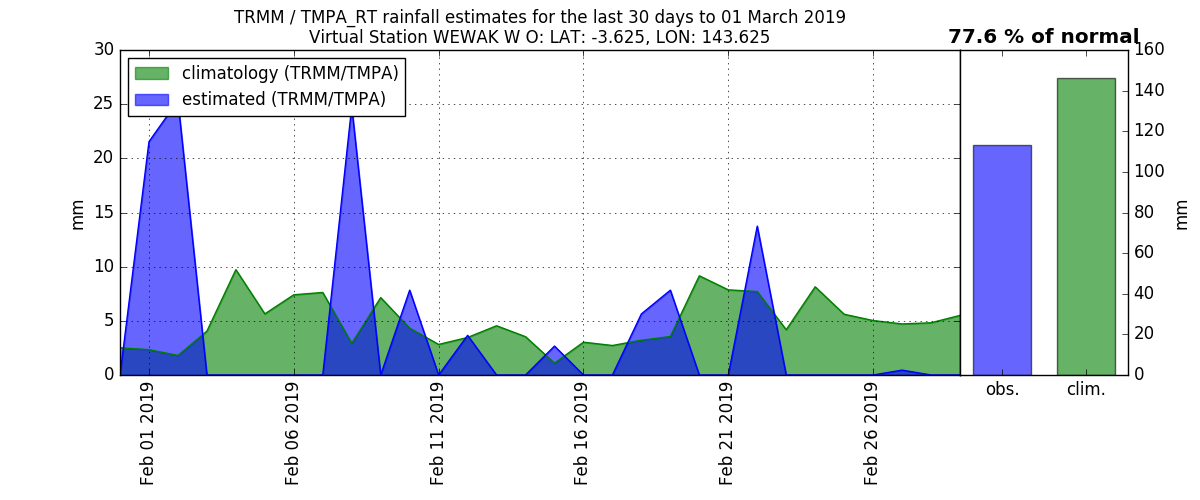 TRMM / TMPA_RT rainfall estimates for the last 30 days to 01 March 2019
Virtual Station WEWAK W O: LAT: -3.625, LON: 143.625
77.6 % of normal
climatology (TRMM/TMPA)
estimated (TRMM/TMPA)
30
25
20
15
10
5
0
mm
160
140
120
100
80
60
40
20
0
mm
Feb 01 2019
Feb 06 2019
Feb 11 2019
Feb 16 2019
Feb 21 2019
Feb 26 2019
obs.
clim.